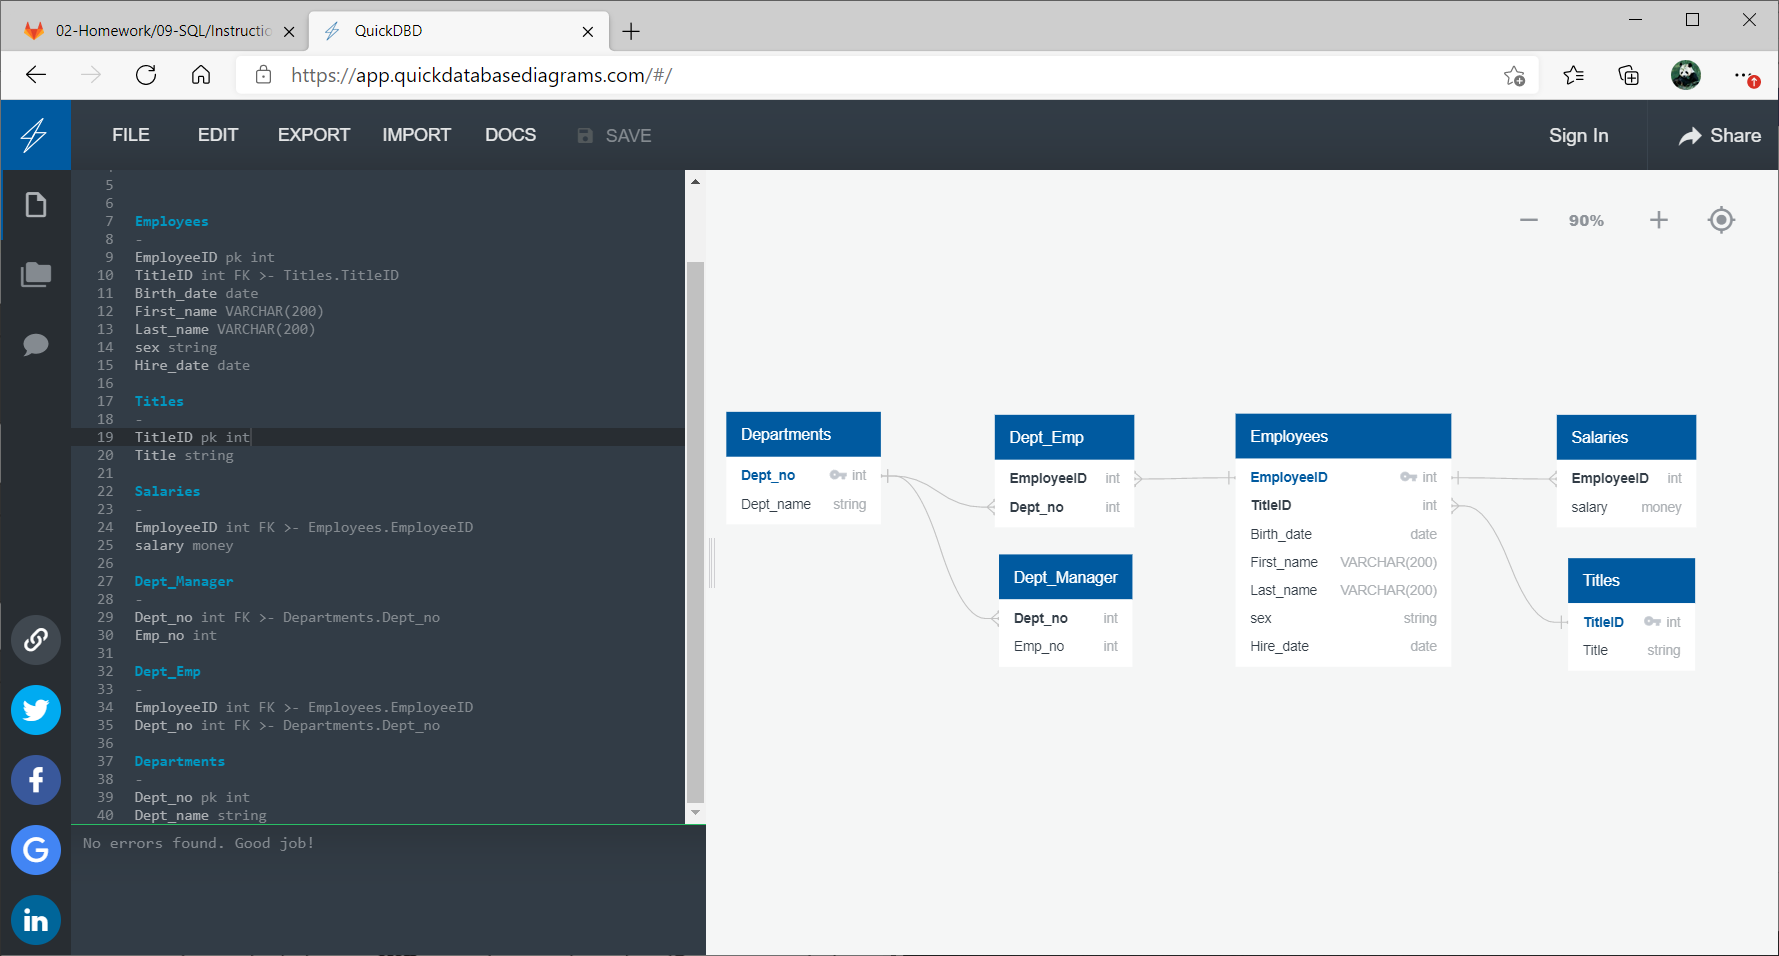 02-Homework/09-SQL/Instructio
QuickDBD
https://app.quickdatabasediagrams.com/#/
FILE EDIT EXPORT IMPORT DOCS SAVE
Sign In Share
5
6
7 Employees
8 -
9 EmployeeID pk int
10 TitleID int FK >- Titles.TitleID
11 Birth_date date
12 First_name VARCHAR(200)
13 Last_name VARCHAR(200)
14 sex string
15 Hire_date date
16
17 Titles
18 -
19 TitleID pk int
20 Title string
21
22 Salaries
23 -
24 EmployeeID int FK >- Employees.EmployeeID
25 salary money
26
27 Dept_Manager
28 -
29 Dept_no int FK >- Departments.Dept_no
30 Emp_no int
31
32 Dept_Emp
33 -
34 EmployeeID int FK >- Employees.EmployeeID
35 Dept_no int FK >- Departments.Dept_no
36
37 Departments
38 -
39 Dept_no pk int
40 Dept_name string
No errors found. Good job!
90%
Departments
Dept_no int
Dept_name string
Dept_Emp
EmployeeID int
Dept_no int
Dept_Manager
Dept_no int
Emp_no int
Employees
EmployeeID int
TitleID int
Birth_date date
First_name VARCHAR(200)
Last_name VARCHAR(200)
sex string
Hire_date date
Salaries
EmployeeID int
salary money
Titles
TitleID int
Title string